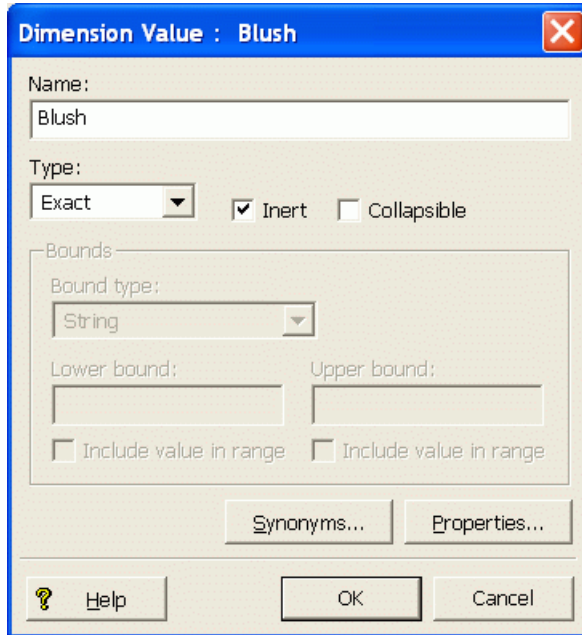 Dimension Value : Blush
Name:
Blush
Type:
Exact
Inert
Collapsible
Bounds
Bound type:
String
Lower bound:
Upper bound:
Include value in range
Include value in range
Synonyms...
Properties...
? Help
OK
Cancel